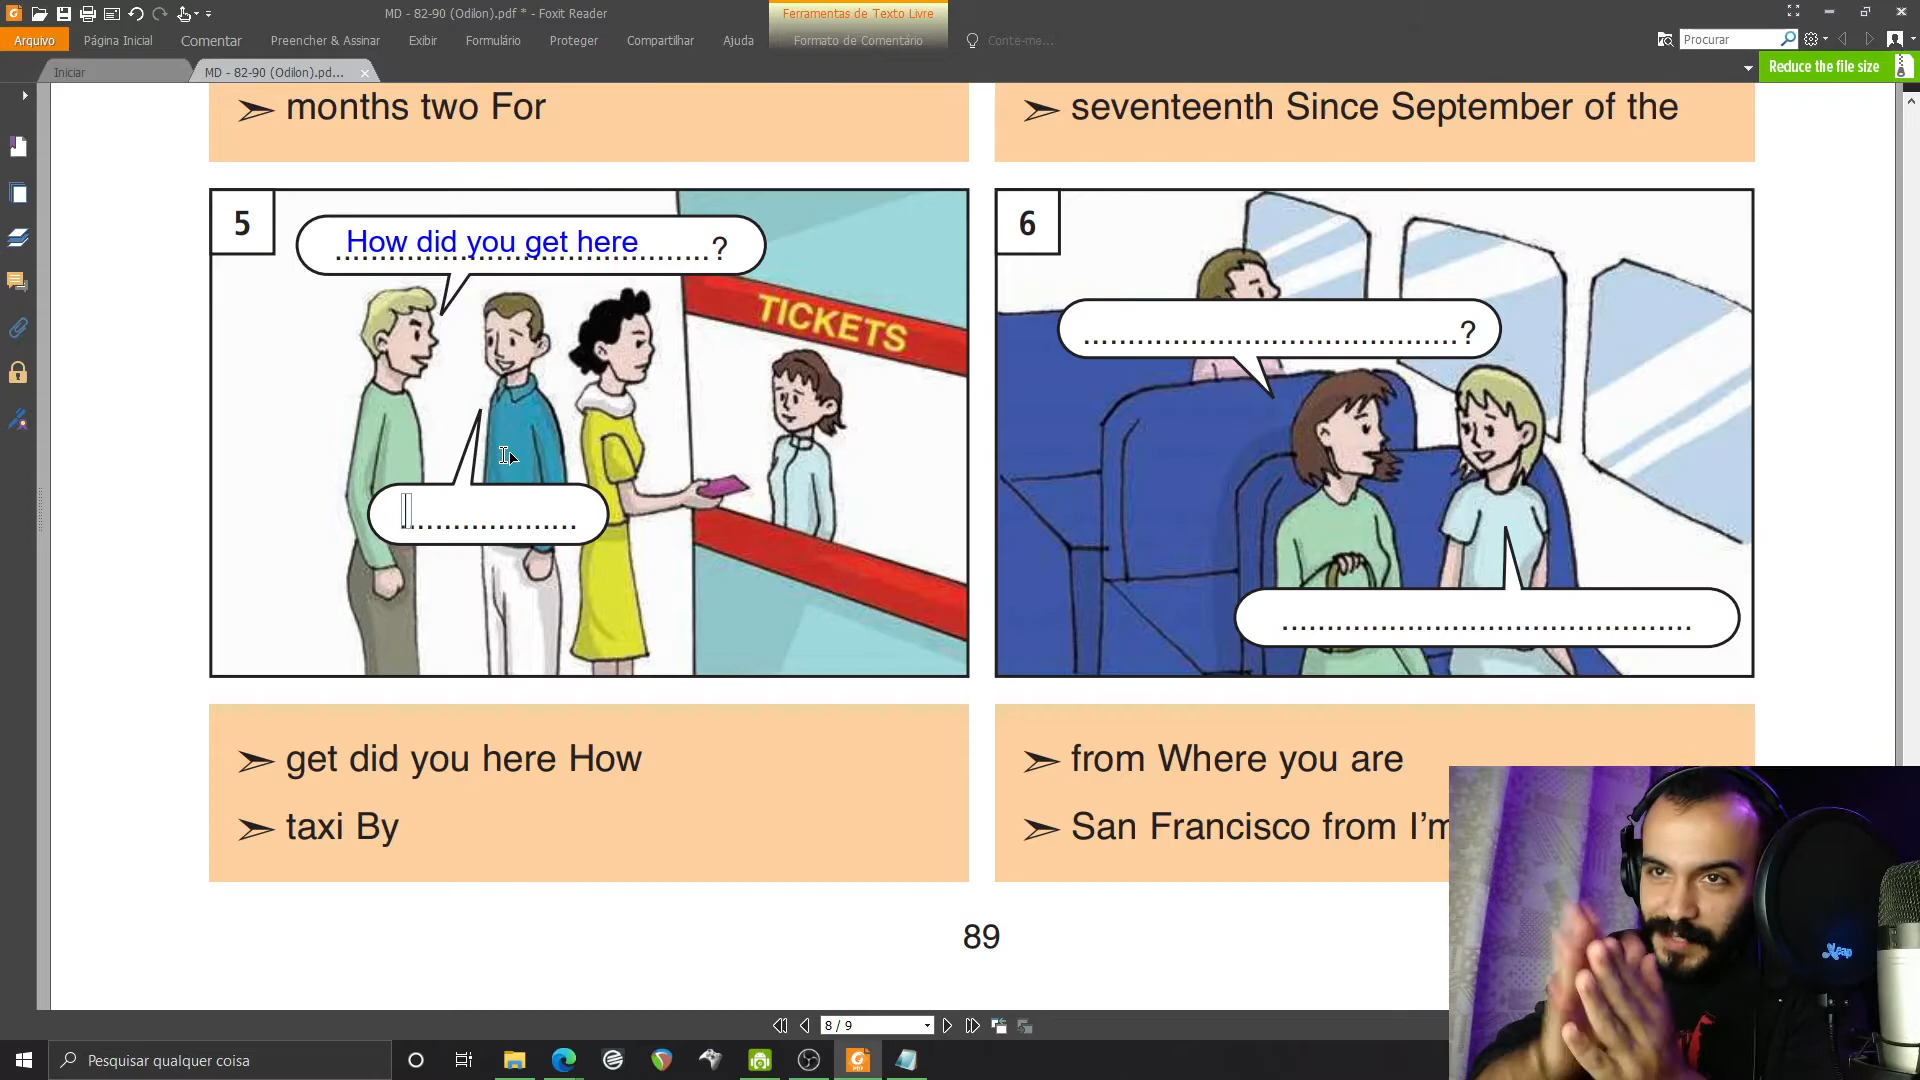 MD - 82-90 (Odilon).pdf * - Foxit Reader
Ferramentas de Texto Livre
Arquivo
Página Inicial
Comentar
Preencher & Assinar
Exibir
Formulário
Proteger
Compartilhar
Ajuda
Formato de Comentário
Conte-me...
Procurar
Iniciar
MD - 82-90 (Odilon).pd...
Reduce the file size
➢ months two For
➢ seventeenth Since September of the
5
How did you get here ?
TICKETS
6
........................................?
➢ get did you here How
➢ taxi By
➢ from Where you are
➢ San Francisco from I'm
89
8 / 9
Pesquisar qualquer coisa